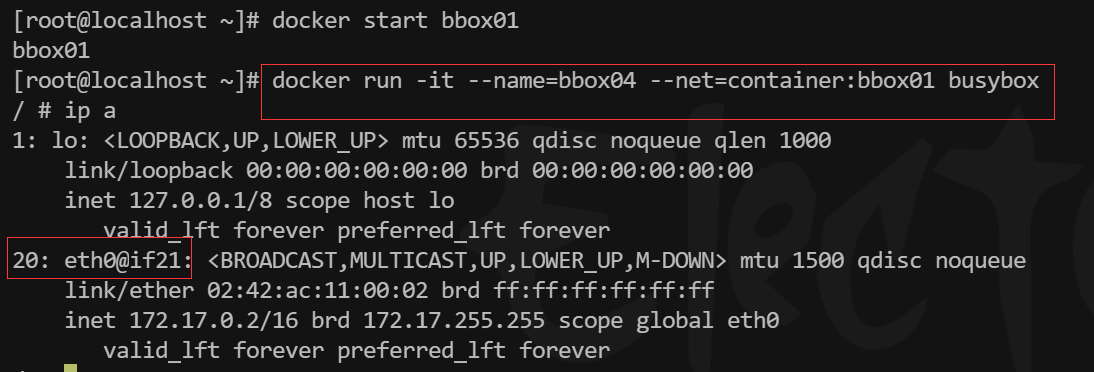 [root@localhost ~]# docker start bbox01
bbox01
[root@localhost ~]# docker run -it --name=bbox04 --net=container:bbox01 busybox
/ # ip a
1: lo: <LOOPBACK,UP,LOWER_UP> mtu 65536 qdisc noqueue qlen 1000
    link/loopback 00:00:00:00:00:00 brd 00:00:00:00:00:00
    inet 127.0.0.1/8 scope host lo
       valid_lft forever preferred_lft forever
20: eth0@if21: <BROADCAST,MULTICAST,UP,LOWER_UP,M-DOWN> mtu 1500 qdisc noqueue
    link/ether 02:42:ac:11:00:02 brd ff:ff:ff:ff:ff:ff
    inet 172.17.0.2/16 brd 172.17.255.255 scope global eth0
       valid_lft forever preferred_lft forever